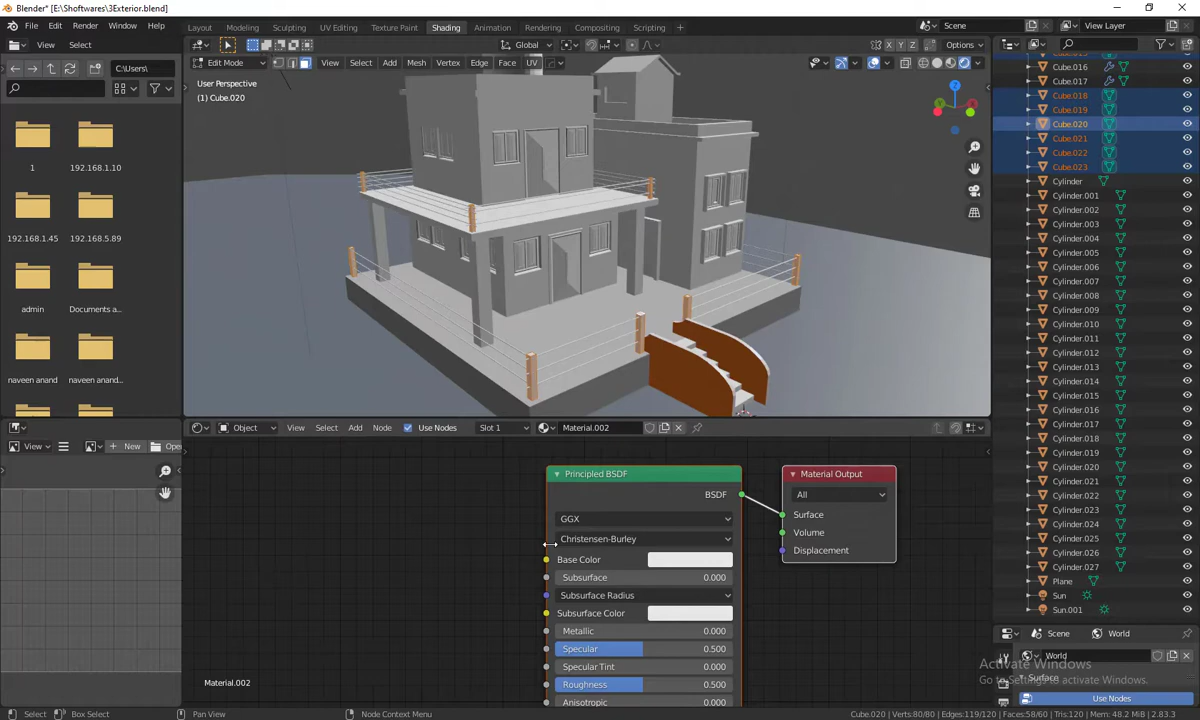 Blender* [E:\Shoftwares\3Exterior.blend]
File Edit Render Window Help Layout Modeling Sculpting UV Editing Texture Paint Shading Animation Rendering Compositing Scripting Scene View Layer
View Select Global X Y Z Options
C:\Users\ Edit Mode View Select Add Mesh Vertex Edge Face UV
User Perspective
(1) Cube.020
1
192.168.1.10
192.168.1.45
192.168.5.89
admin
Documents a...
naveen anand
naveen anand...
Z
Cube.016
Cube.017
Cube.018
Cube.019
Cube.020
Cube.021
Cube.022
Cube.023
Cylinder
Cylinder.001
Cylinder.002
Cylinder.003
Cylinder.004
Cylinder.005
Cylinder.006
Cylinder.007
Cylinder.008
Cylinder.009
Cylinder.010
Cylinder.011
Cylinder.012
Cylinder.013
Cylinder.014
Cylinder.015
Cylinder.016
Cylinder.017
Cylinder.018
Cylinder.019
Cylinder.020
Cylinder.021
Cylinder.022
Cylinder.023
Cylinder.024
Cylinder.025
Cylinder.026
Cylinder.027
Plane
Sun
Sun.001
Object View Select Add Node Use Nodes Slot 1 Material.002
View New Open
Principled BSDF
BSDF
GGX
Christensen-Burley
Base Color
Subsurface 0.000
Subsurface Radius
Subsurface Color
Metallic 0.000
Specular 0.500
Specular Tint 0.000
Roughness 0.500
Anisotropic 0.000
Material Output
All
Surface
Volume
Displacement
Material.002
Scene World
World
Surface
Use Nodes
Activate Windows
Go to Settings to activate Windows.
Select Box Select Pan View Node Context Menu Cube.020 | Verts:80/80 | Edges:119/120 | Faces:58/60 | Tris:120 | Mem: 48.2 MiB | 2.83.3